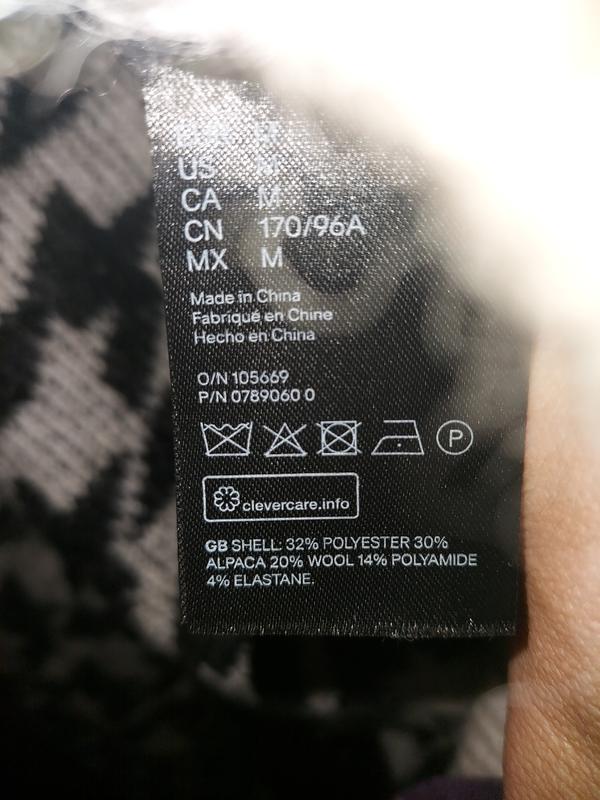 US M
CA M
CN 170/96A
MX M
Made in China
Fabriqué en Chine
Hecho en China
O/N 105669
P/N 0789060 0
P
clevercare.info
GB SHELL: 32% POLYESTER 30%
ALPACA 20% WOOL 14% POLYAMIDE
4% ELASTANE.